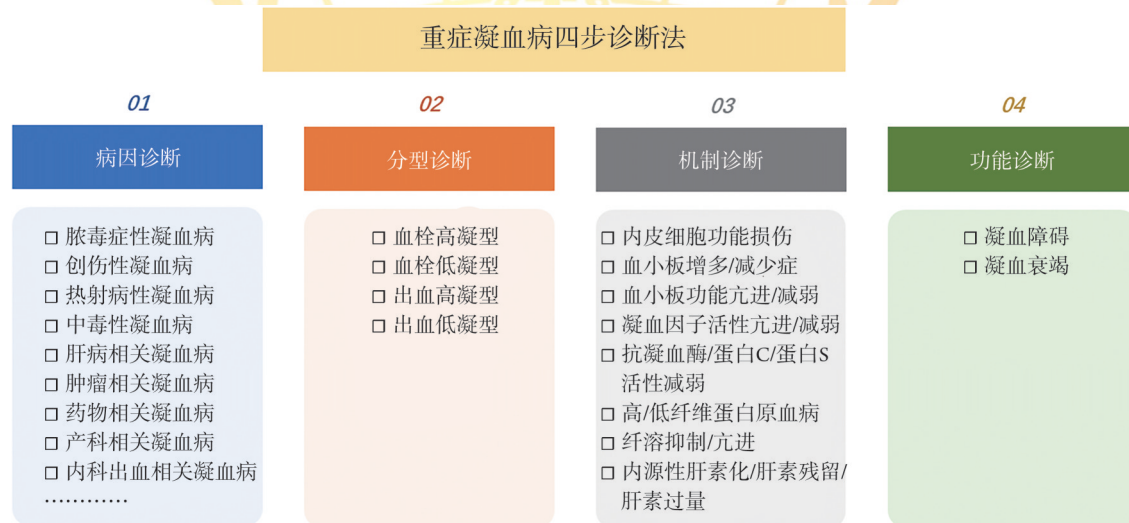 重症凝血病四步诊断法
01
病因诊断
□ 脓毒症性凝血病
□ 创伤性凝血病
□ 热射病性凝血病
□ 中毒性凝血病
□ 肝病相关凝血病
□ 肿瘤相关凝血病
□ 药物相关凝血病
□ 产科相关凝血病
□ 内科出血相关凝血病
…………
02
分型诊断
□ 血栓高凝型
□ 血栓低凝型
□ 出血高凝型
□ 出血低凝型
03
机制诊断
□ 内皮细胞功能损伤
□ 血小板增多/减少症
□ 血小板功能亢进/减弱
□ 凝血因子活性亢进/减弱
□ 抗凝血酶/蛋白C/蛋白S
活性减弱
□ 高/低纤维蛋白原血病
□ 纤溶抑制/亢进
□ 内源性肝素化/肝素残留/
肝素过量
04
功能诊断
□ 凝血障碍
□ 凝血衰竭